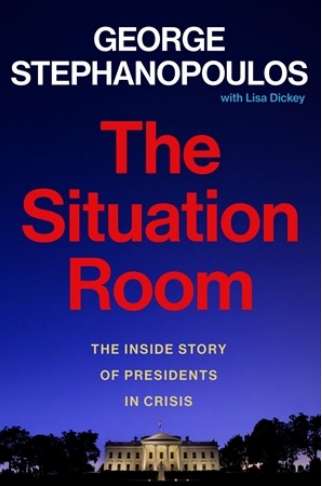 GEORGE
STEPHANOPOULOS
with Lisa Dickey
The
Situation
Room
THE INSIDE STORY
OF PRESIDENTS
IN CRISIS